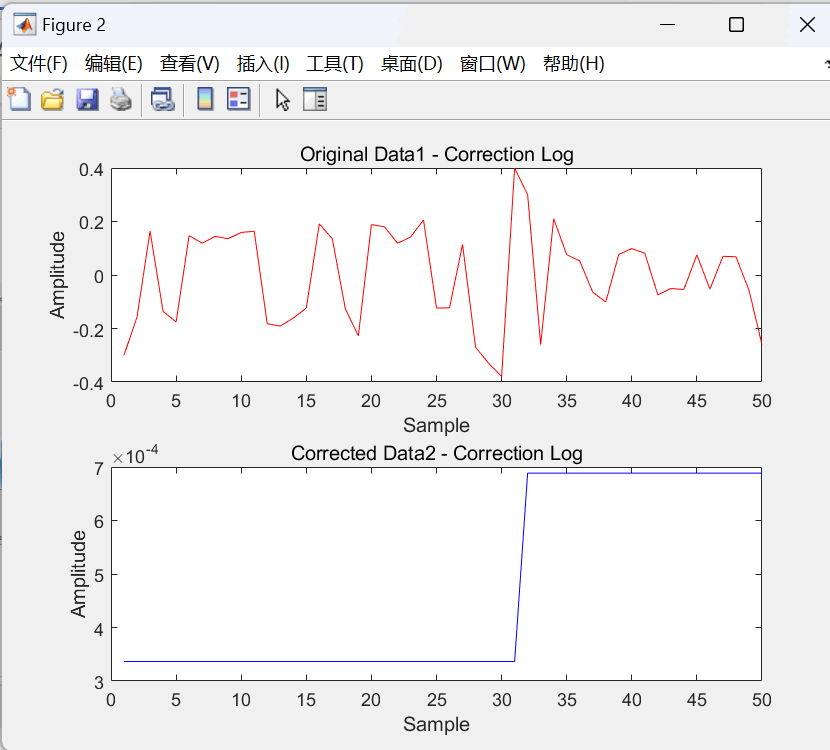 Figure 2
文件(F) 编辑(E) 查看(V) 插入(I) 工具(T) 桌面(D) 窗口(W) 帮助(H)
Original Data1 - Correction Log
0.4
0.2
0
-0.2
-0.4
Amplitude
0 5 10 15 20 25 30 35 40 45 50
Sample
Corrected Data2 - Correction Log
×10-4
7
6
5
4
3
Amplitude
0 5 10 15 20 25 30 35 40 45 50
Sample